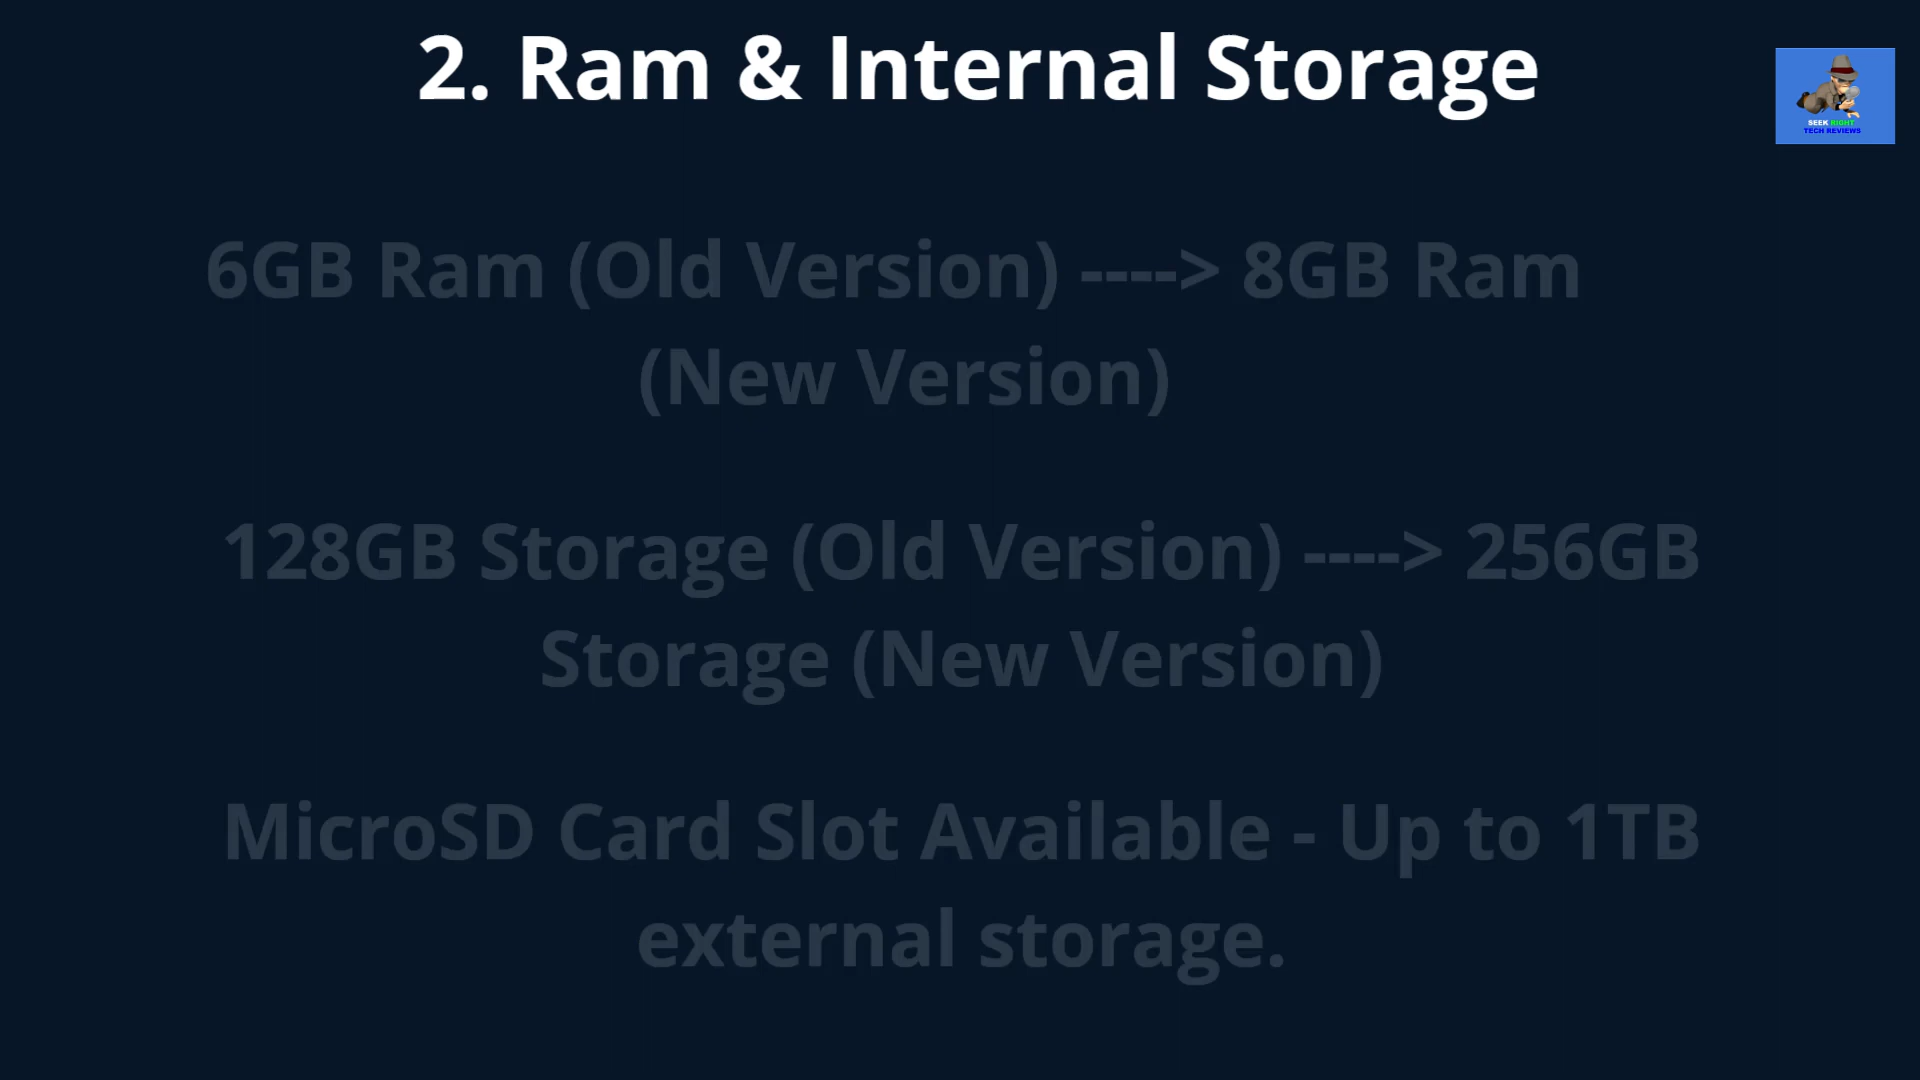 2. Ram & Internal Storage
SEEK RIGHT
TECH REVIEWS
6GB Ram (Old Version) ----> 8GB Ram
(New Version)
128GB Storage (Old Version) ----> 256GB
Storage (New Version)
MicroSD Card Slot Available - Up to 1TB
external storage.